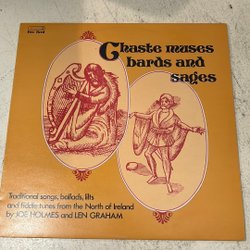 Chaste muses
bards and
sages
Traditional songs, ballads, lilts
and fiddle tunes from the North of Ireland
by JOE HOLMES and LEN GRAHAM